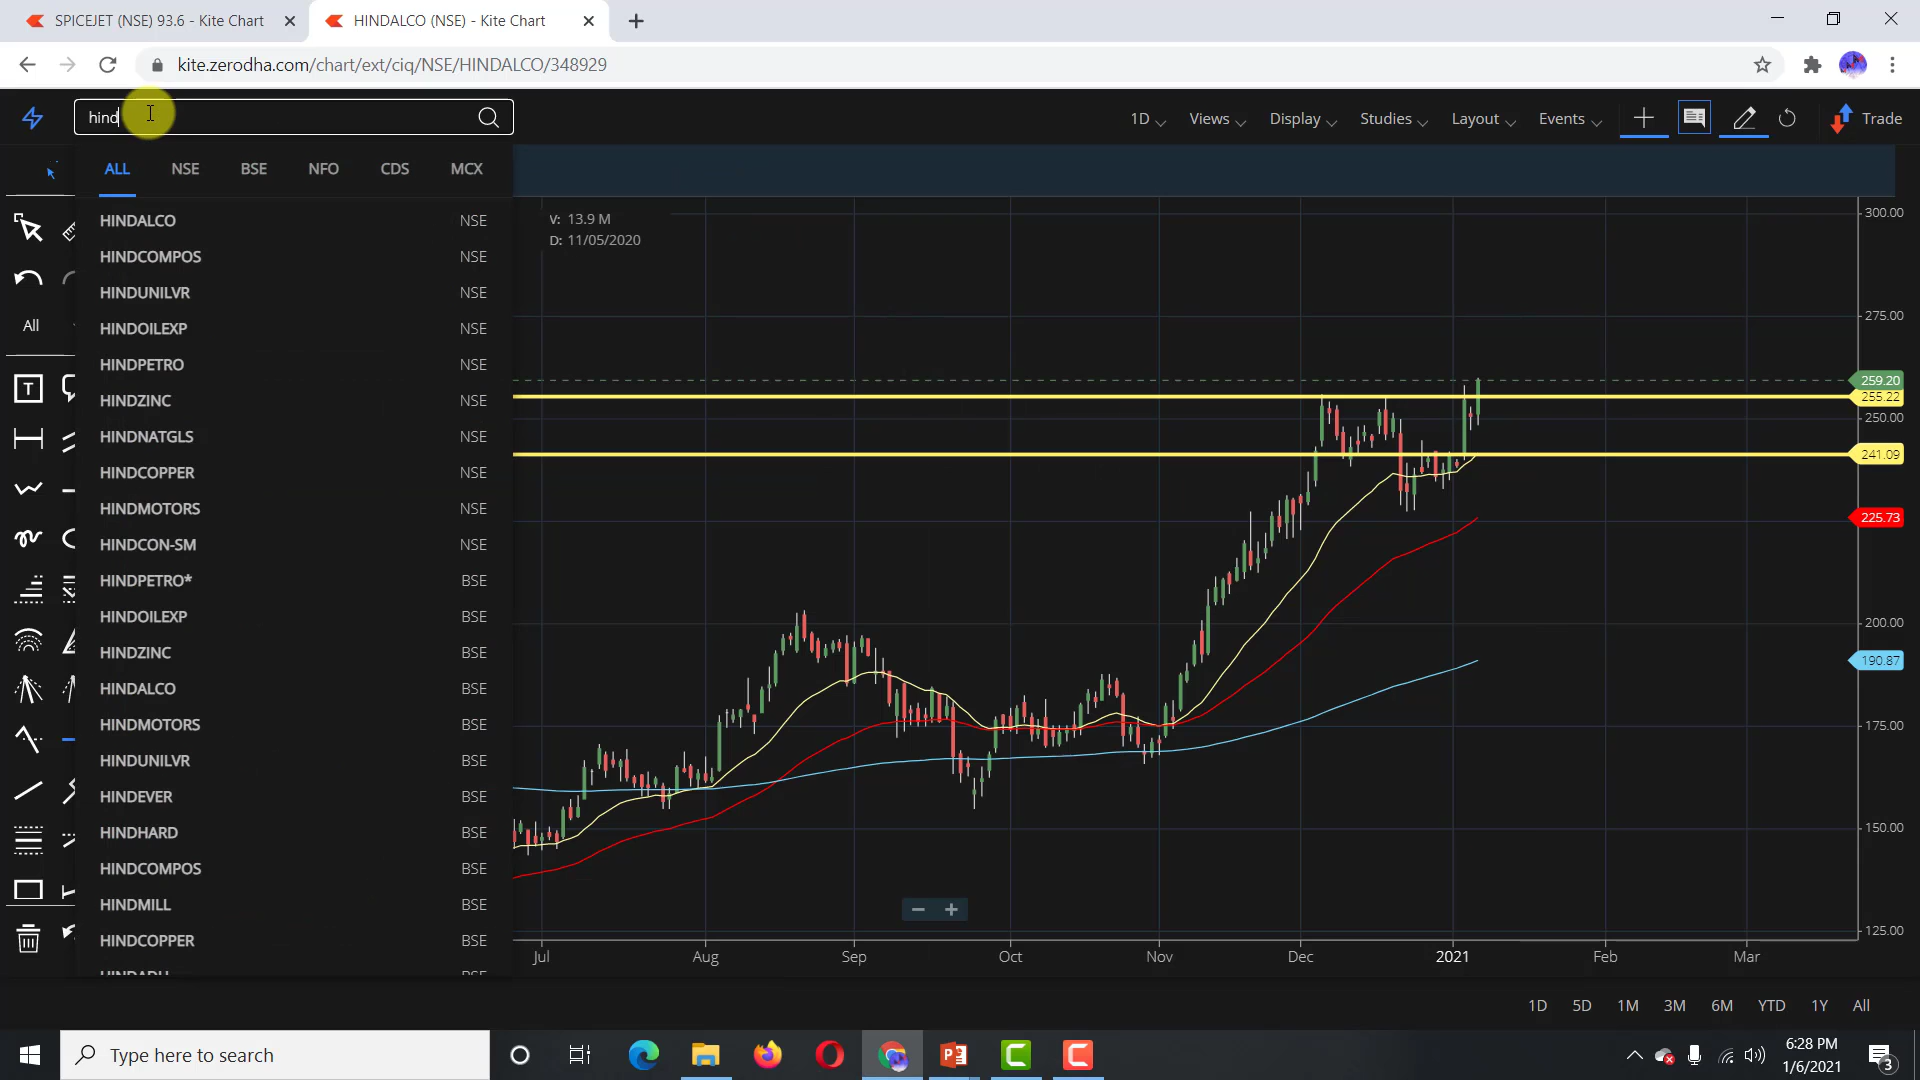 SPICEJET (NSE) 93.6 - Kite Chart
HINDALCO (NSE) - Kite Chart
kite.zerodha.com/chart/ext/ciq/NSE/HINDALCO/348929
hind
1D Views Display Studies Layout Events Trade
ALL NSE BSE NFO CDS MCX
HINDALCO NSE
HINDCOMPOS NSE
HINDUNILVR NSE
HINDOILEXP NSE
HINDPETRO NSE
HINDZINC NSE
HINDNATGLS NSE
HINDCOPPER NSE
HINDMOTORS NSE
HINDCON-SM NSE
HINDPETRO* BSE
HINDOILEXP BSE
HINDZINC BSE
HINDALCO BSE
HINDMOTORS BSE
HINDUNILVR BSE
HINDEVER BSE
HINDHARD BSE
HINDCOMPOS BSE
HINDMILL BSE
HINDCOPPER BSE
All
T
V: 13.9 M
D: 11/05/2020
300.00
275.00
259.20
255.22
250.00
241.09
225.73
200.00
190.87
175.00
150.00
125.00
Jul Aug Sep Oct Nov Dec 2021 Feb Mar
1D 5D 1M 3M 6M YTD 1Y All
Type here to search
6:28 PM
1/6/2021
3